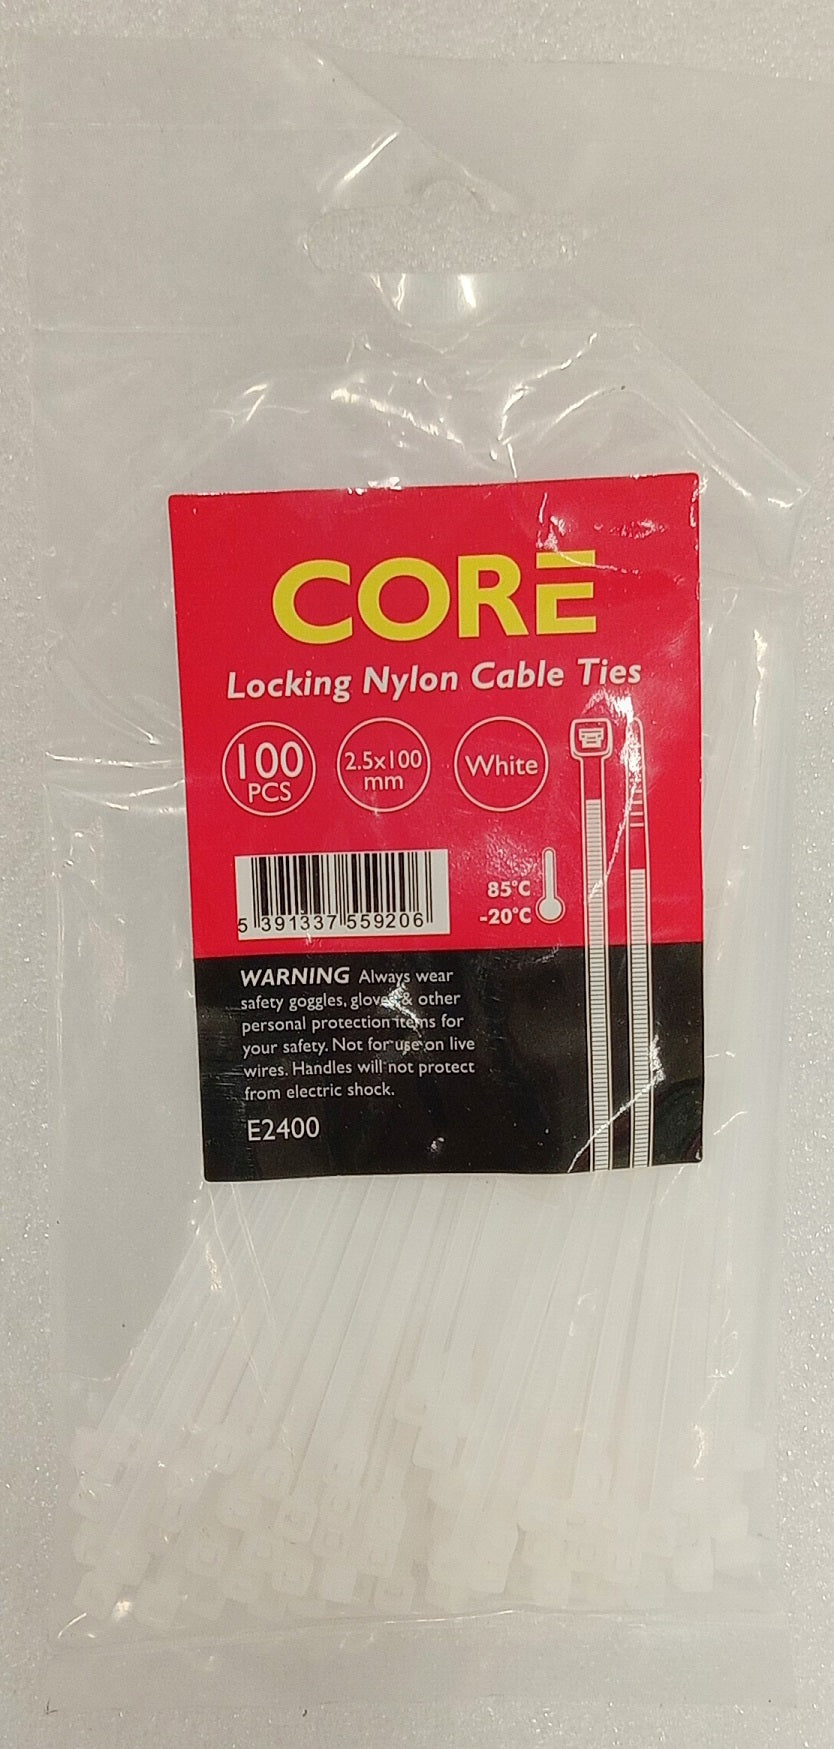 CORE
Locking Nylon Cable Ties
100
PCS
2.5x100
mm
White
85°C
-20°C
5 391337 559206
WARNING Always wear
safety goggles, gloves & other
personal protection items for
your safety. Not for use on live
wires. Handles will not protect
from electric shock.
E2400